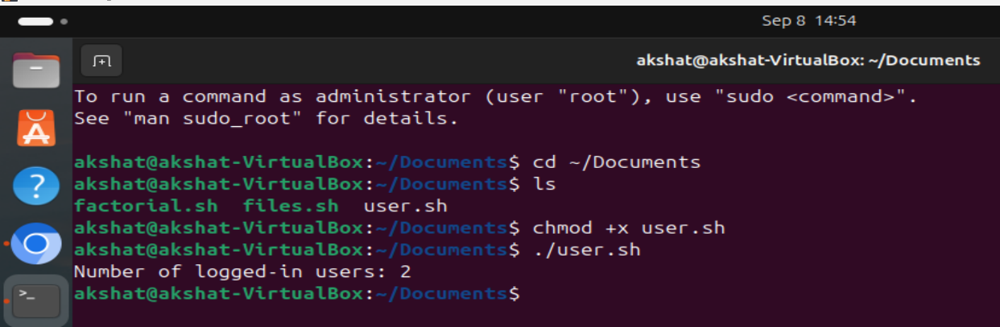 Sep 8 14:54
akshat@akshat-VirtualBox: ~/Documents
To run a command as administrator (user "root"), use "sudo <command>".
See "man sudo_root" for details.
akshat@akshat-VirtualBox:~/Documents$ cd ~/Documents
akshat@akshat-VirtualBox:~/Documents$ ls
factorial.sh files.sh user.sh
akshat@akshat-VirtualBox:~/Documents$ chmod +x user.sh
akshat@akshat-VirtualBox:~/Documents$ ./user.sh
Number of logged-in users: 2
akshat@akshat-VirtualBox:~/Documents$